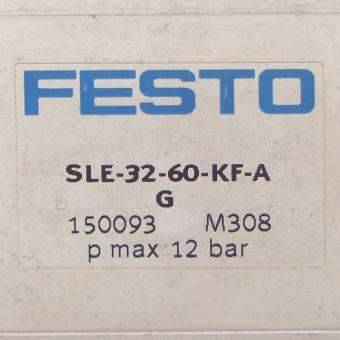 FESTO
SLE-32-60-KF-A
G
150093 M308
p max 12 bar